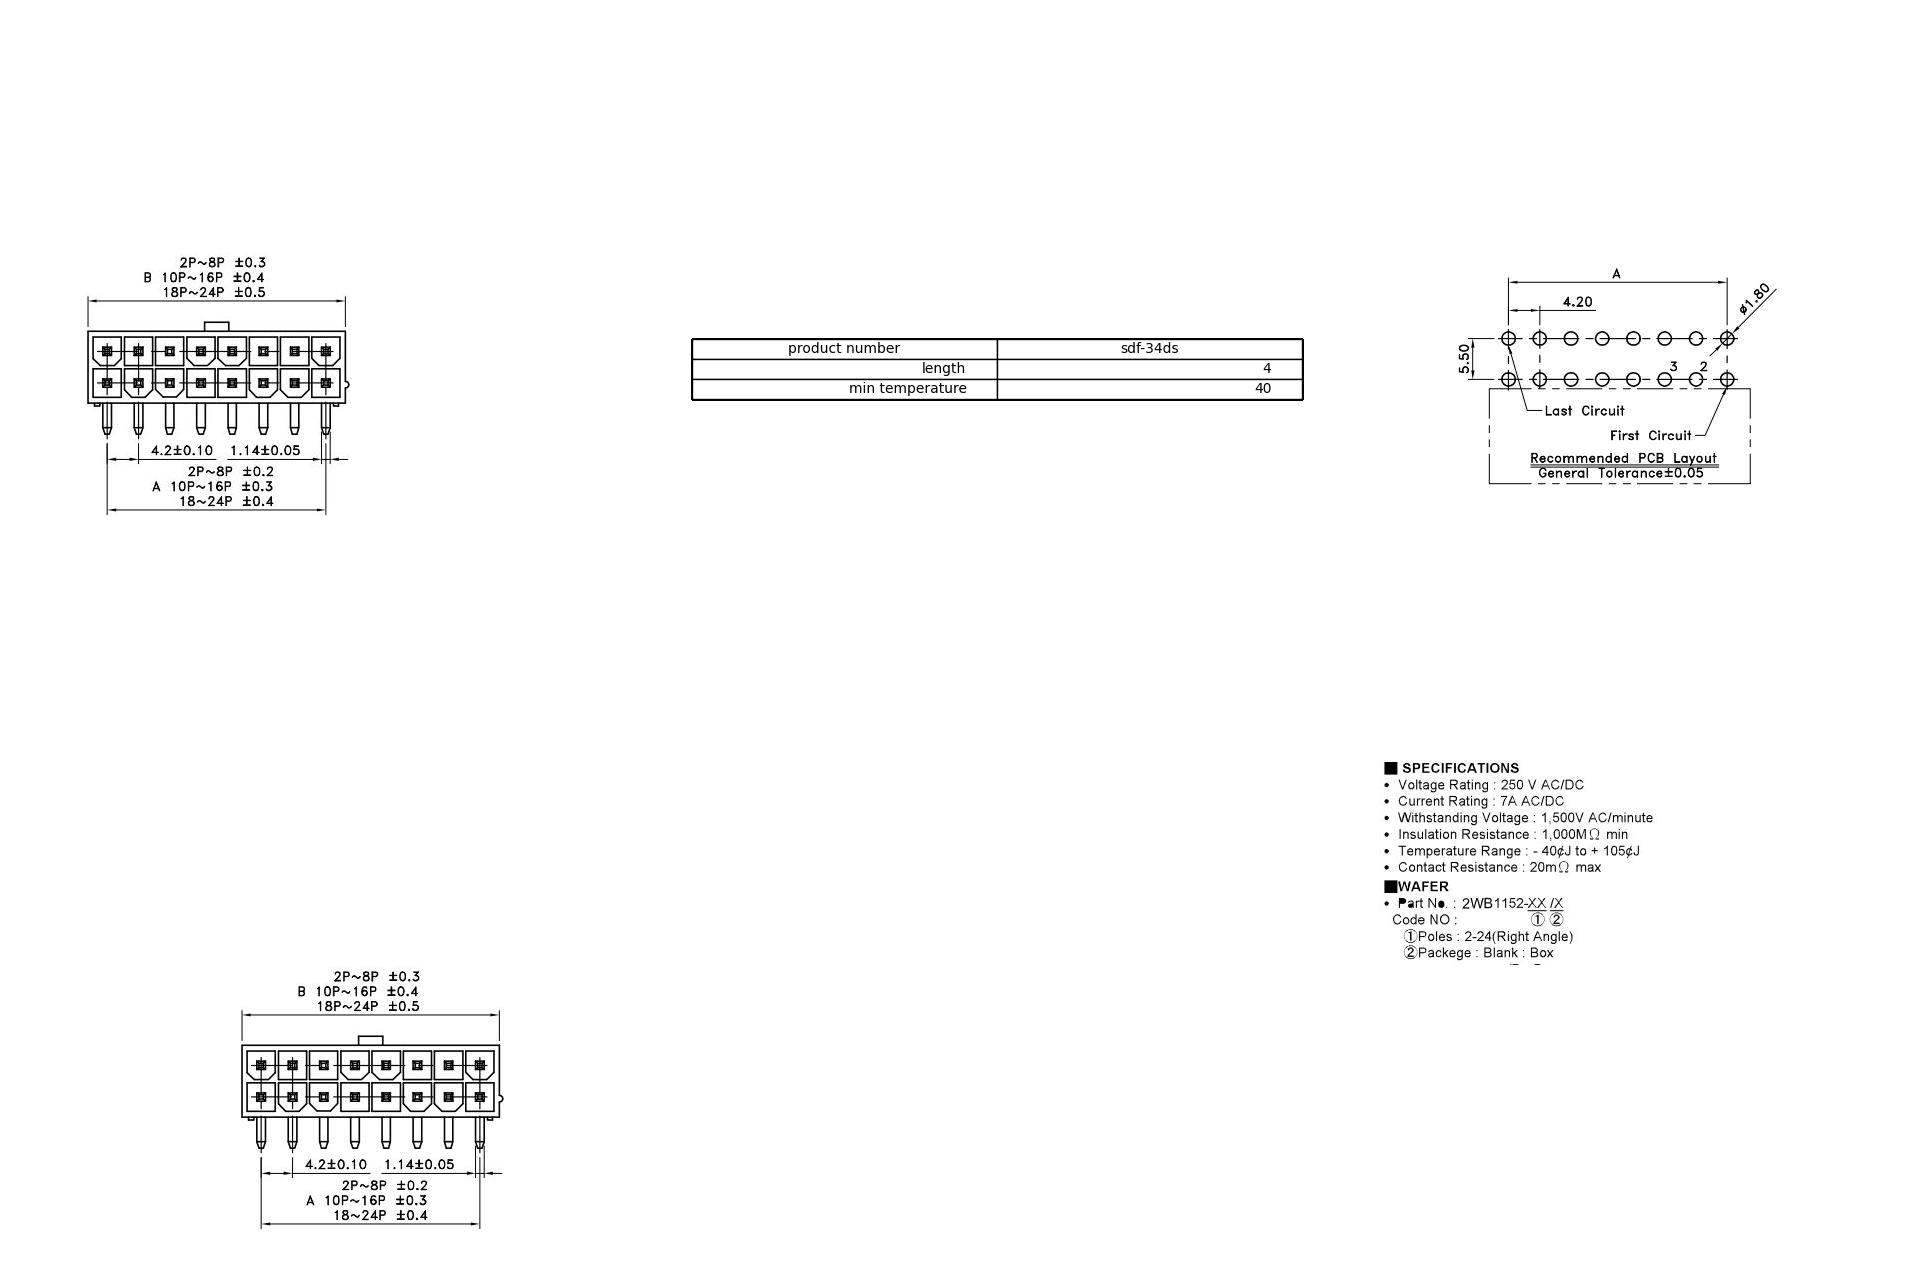 2P~8P ±0.3
B 10P~16P ±0.4
18P~24P ±0.5
4.2±0.10 1.14±0.05
2P~8P ±0.2
A 10P~16P ±0.3
18~24P ±0.4
product number sdf-34ds
length 4
min temperature 40
A
4.20
ø1.80
5.50
3 2
Last Circuit
First Circuit
Recommended PCB Layout
General Tolerance±0.05
■ SPECIFICATIONS
• Voltage Rating : 250 V AC/DC
• Current Rating : 7A AC/DC
• Withstanding Voltage : 1,500V AC/minute
• Insulation Resistance : 1,000MΩ min
• Temperature Range : - 40¢J to + 105¢J
• Contact Resistance : 20mΩ max
■WAFER
• Part No. : 2WB1152-XX /X
Code NO : ① ②
①Poles : 2-24(Right Angle)
②Packege : Blank : Box
2P~8P ±0.3
B 10P~16P ±0.4
18P~24P ±0.5
4.2±0.10 1.14±0.05
2P~8P ±0.2
A 10P~16P ±0.3
18~24P ±0.4